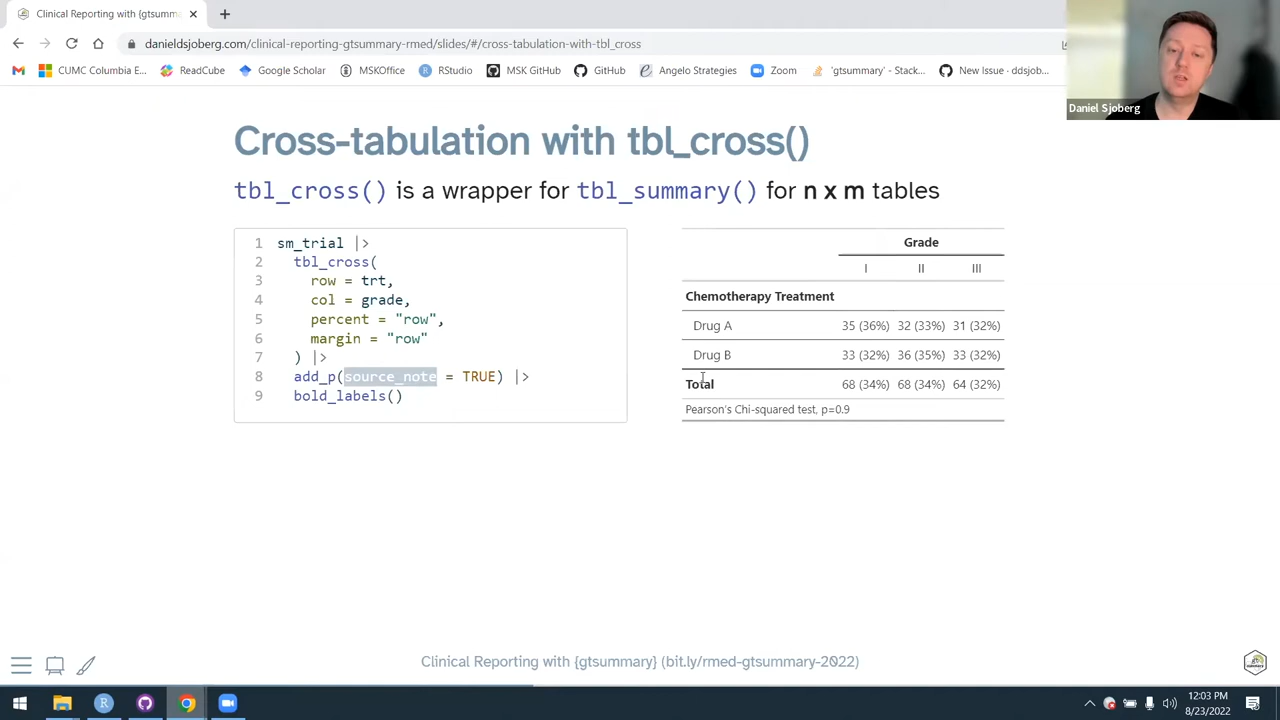 Clinical Reporting with {gtsumm
danieldsjoberg.com/clinical-reporting-gtsummary-rmed/slides/#/cross-tabulation-with-tbl_cross
CUMC Columbia E...
ReadCube
Google Scholar
MSKOffice
RStudio
MSK GitHub
GitHub
Angelo Strategies
Zoom
'gtsummary' - Stack...
New Issue · ddsjob...
Daniel Sjoberg
Cross-tabulation with tbl_cross()
tbl_cross() is a wrapper for tbl_summary() for n x m tables
1 sm_trial |>
2 tbl_cross(
3 row = trt,
4 col = grade,
5 percent = "row",
6 margin = "row"
7 ) |>
8 add_p(source_note = TRUE) |>
9 bold_labels()
Grade
I II III
Chemotherapy Treatment
Drug A 35 (36%) 32 (33%) 31 (32%)
Drug B 33 (32%) 36 (35%) 33 (32%)
Total 68 (34%) 68 (34%) 64 (32%)
Pearson's Chi-squared test, p=0.9
Clinical Reporting with {gtsummary} (bit.ly/rmed-gtsummary-2022)
12:03 PM
8/23/2022